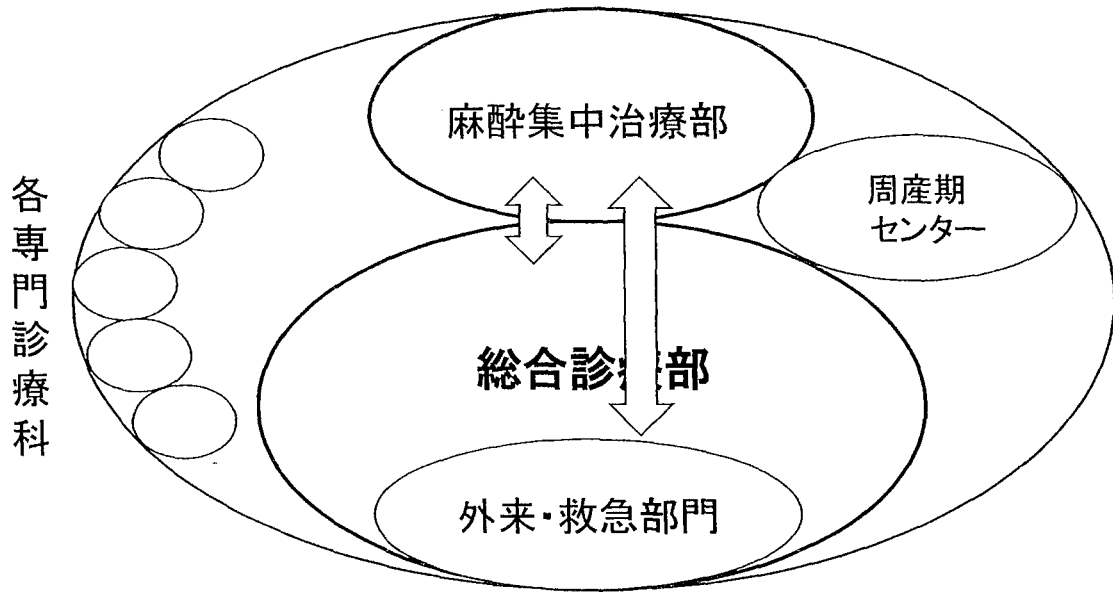 麻酔集中治療部
周産期
センター
各専門診療科
総合診療部
外来・救急部門